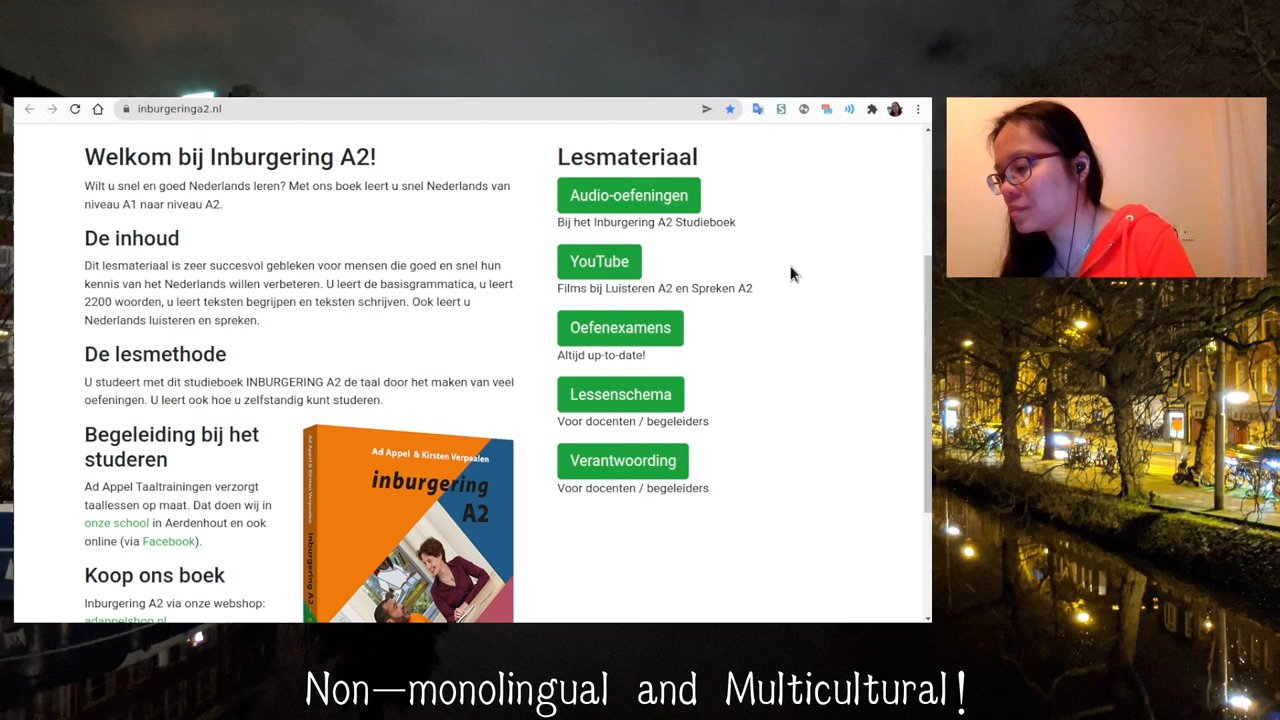 inburgeringa2.nl
Welkom bij Inburgering A2!
Wilt u snel en goed Nederlands leren? Met ons boek leert u snel Nederlands van
niveau A1 naar niveau A2.
De inhoud
Dit lesmateriaal is zeer succesvol gebleken voor mensen die goed en snel hun
kennis van het Nederlands willen verbeteren. U leert de basisgrammatica, u leert
2200 woorden, u leert teksten begrijpen en teksten schrijven. Ook leert u
Nederlands luisteren en spreken.
De lesmethode
U studeert met dit studieboek INBURGERING A2 de taal door het maken van veel
oefeningen. U leert ook hoe u zelfstandig kunt studeren.
Begeleiding bij het
studeren
Ad Appel Taaltrainingen verzorgt
taallessen op maat. Dat doen wij in
onze school in Aerdenhout en ook
online (via Facebook).
Koop ons boek
Inburgering A2 via onze webshop:
adappelshop.nl
Ad Appel & Kirsten Verpaalen
inburgering
A2
Ad Appel & Kirsten Verpaalen
inburgering A2
Lesmateriaal
Audio-oefeningen
Bij het Inburgering A2 Studieboek
YouTube
Films bij Luisteren A2 en Spreken A2
Oefenexamens
Altijd up-to-date!
Lessenschema
Voor docenten / begeleiders
Verantwoording
Voor docenten / begeleiders
Non-monolingual and Multicultural!